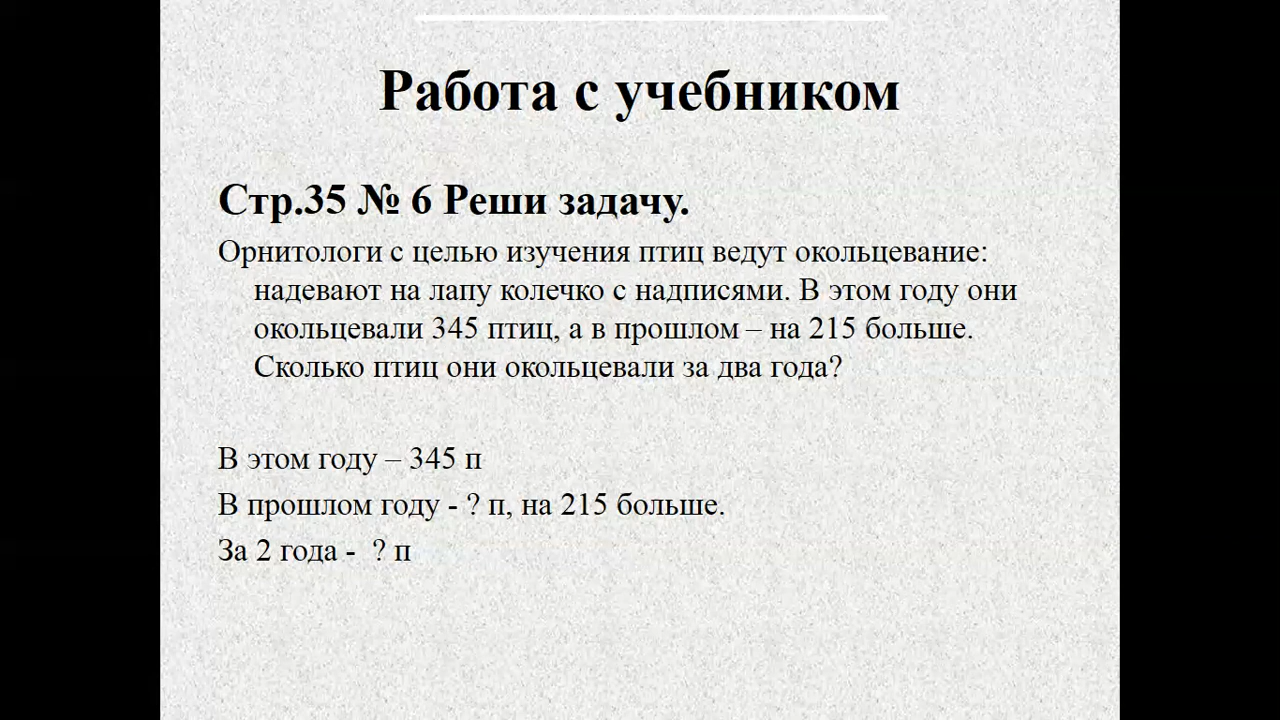 Работа с учебником
Стр.35 № 6 Реши задачу.
Орнитологи с целью изучения птиц ведут окольцевание:
надевают на лапу колечко с надписями. В этом году они
окольцевали 345 птиц, а в прошлом – на 215 больше.
Сколько птиц они окольцевали за два года?
В этом году – 345 п
В прошлом году - ? п, на 215 больше.
За 2 года -  ? п